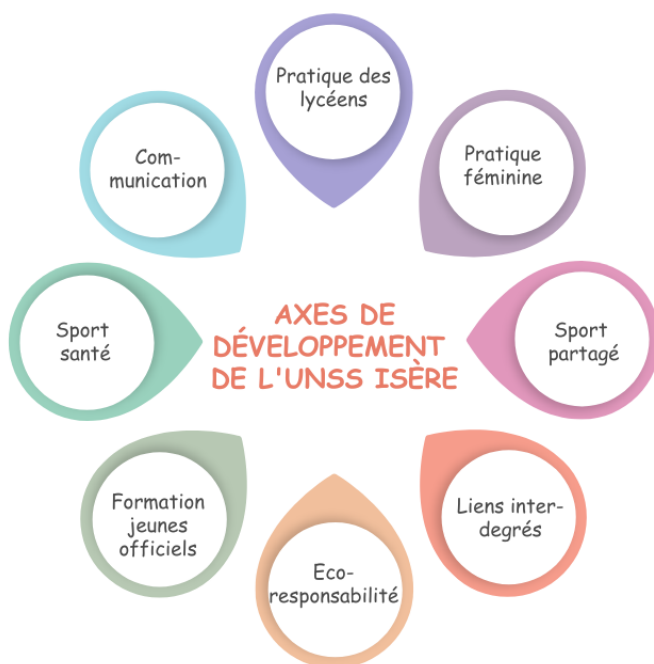 Pratique des
lycéens
Pratique
féminine
Sport
partagé
Liens inter-
degrés
Eco-
responsabilité
Formation
jeunes
officiels
Sport
santé
Com-
munication
AXES DE
DÉVELOPPEMENT
DE L'UNSS ISÈRE